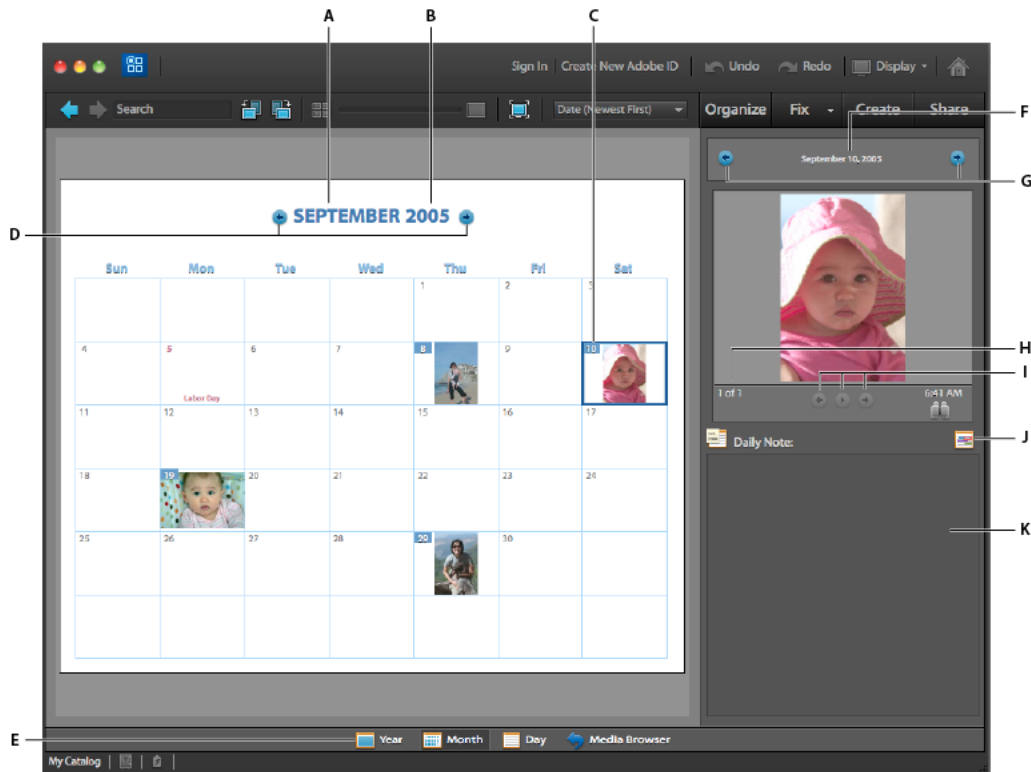 A B C
Sign In Create New Adobe ID Undo Redo Display
Search Date (Newest First) Organize Fix Create Share
F
September 10, 2005
G
SEPTEMBER 2005
D
Sun Mon Tue Wed Thu Fri Sat
1 2 3
4 5 6 7 8 9 10
Labor Day
H
I
1 of 1 6:41 AM
11 12 13 14 15 16 17
Daily Note:
J
18 19 20 21 22 23 24
K
25 26 27 28 29 30
E
Year Month Day Media Browser
My Catalog